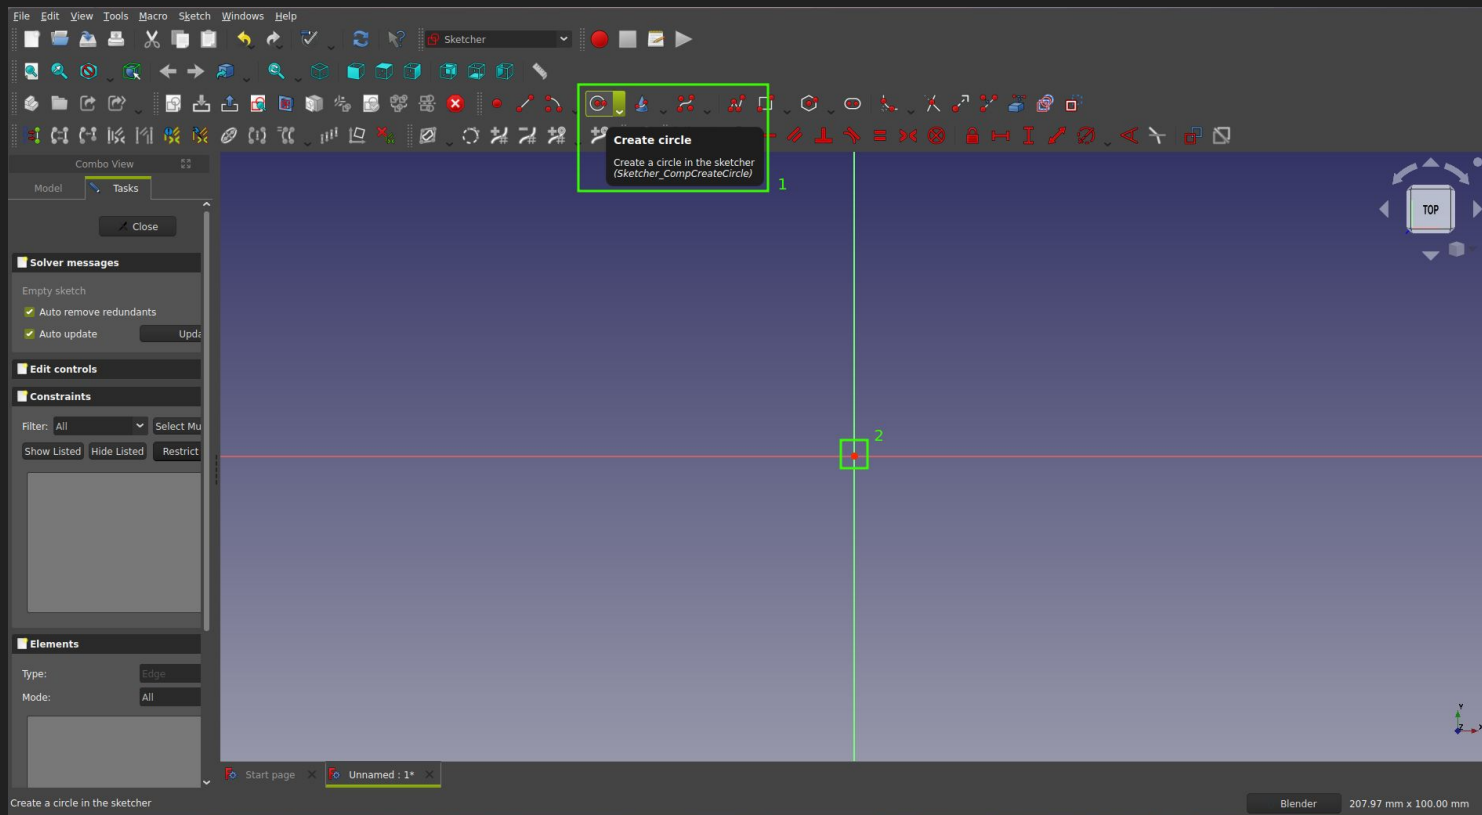 File Edit View Tools Macro Sketch Windows Help
Sketcher
Create circle
Create a circle in the sketcher
(Sketcher_CompCreateCircle)
1
Combo View
Model Tasks
Close
TOP
Solver messages
Empty sketch
Auto remove redundants
Auto update Upda
Edit controls
Constraints
Filter: All Select Mu
Show Listed Hide Listed Restrict
2
Elements
Type: Edge
Mode: All
Y
Z X
Start page Unnamed : 1*
Create a circle in the sketcher Blender 207.97 mm x 100.00 mm